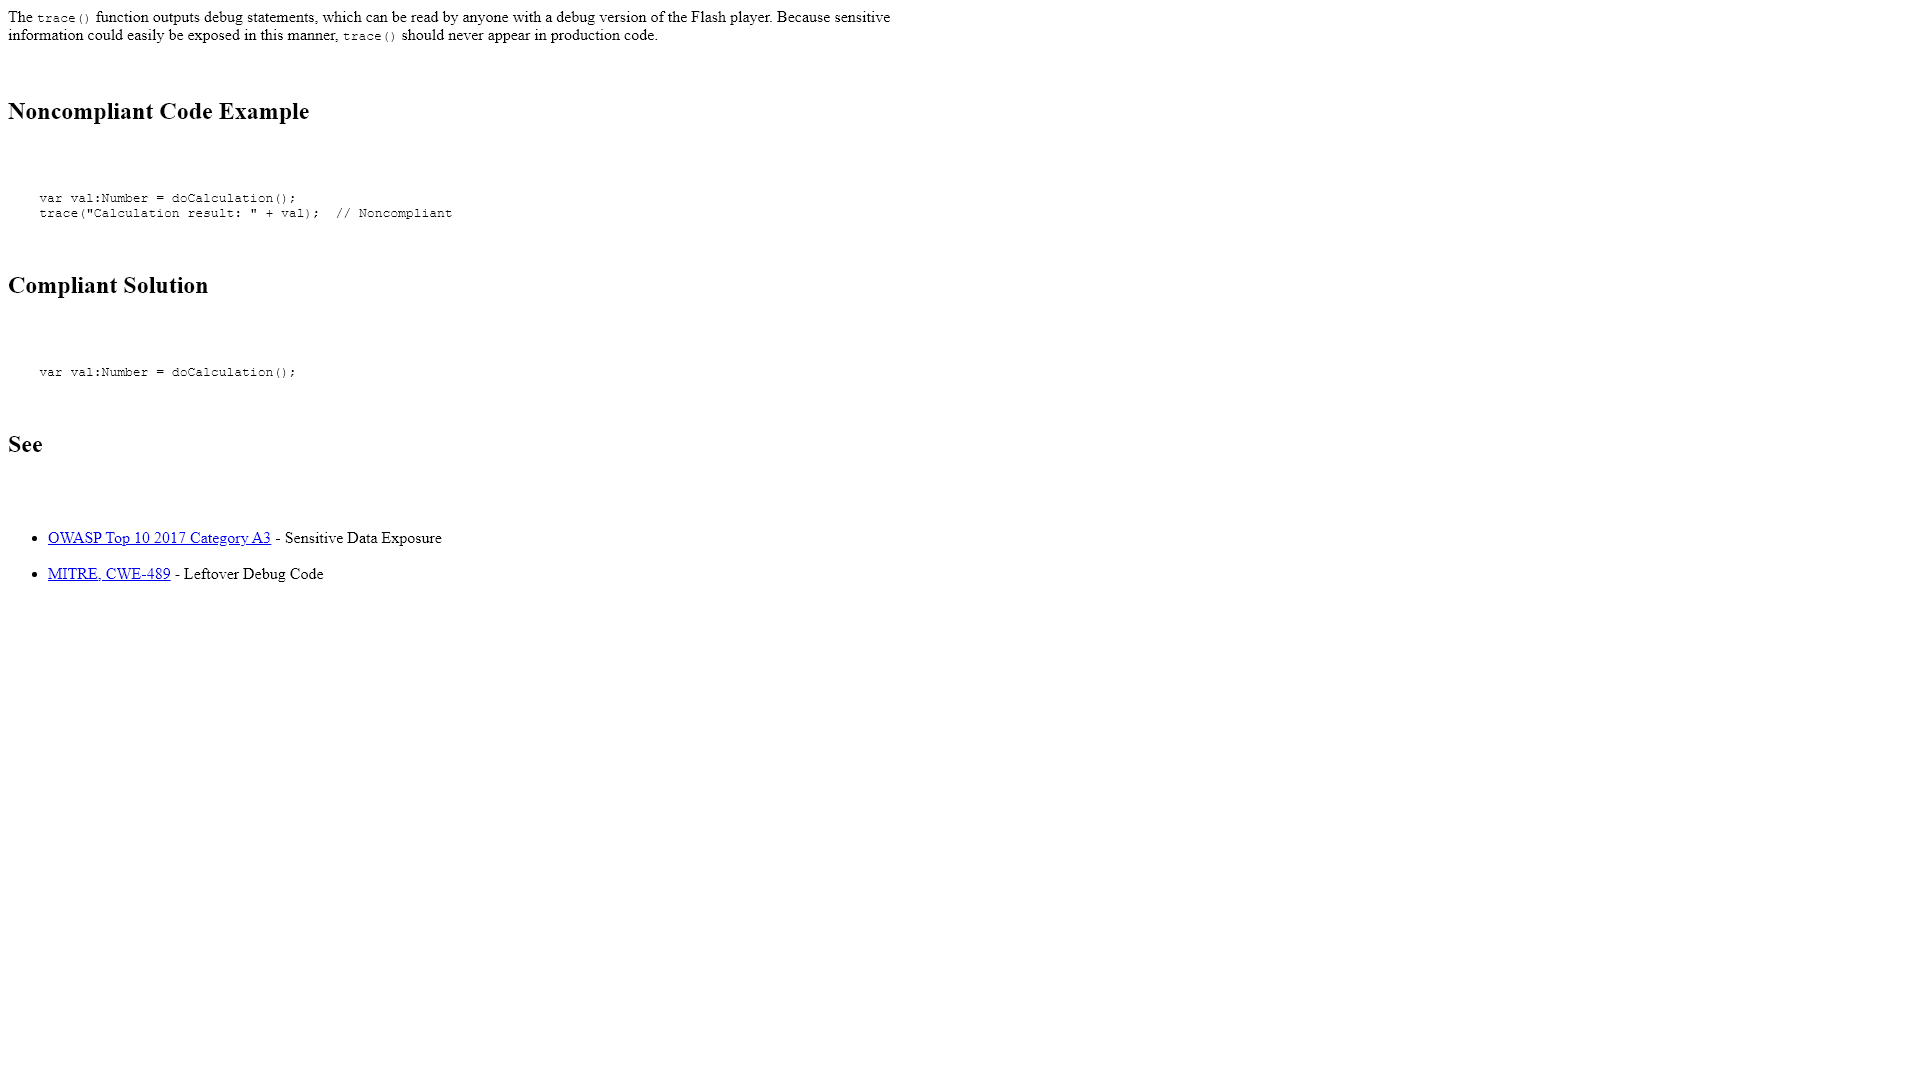 The trace() function outputs debug statements, which can be read by anyone with a debug version of the Flash player. Because sensitive
information could easily be exposed in this manner, trace() should never appear in production code.
Noncompliant Code Example
var val:Number = doCalculation();
trace("Calculation result: " + val);  // Noncompliant
Compliant Solution
var val:Number = doCalculation();
See
• OWASP Top 10 2017 Category A3 - Sensitive Data Exposure
• MITRE, CWE-489 - Leftover Debug Code